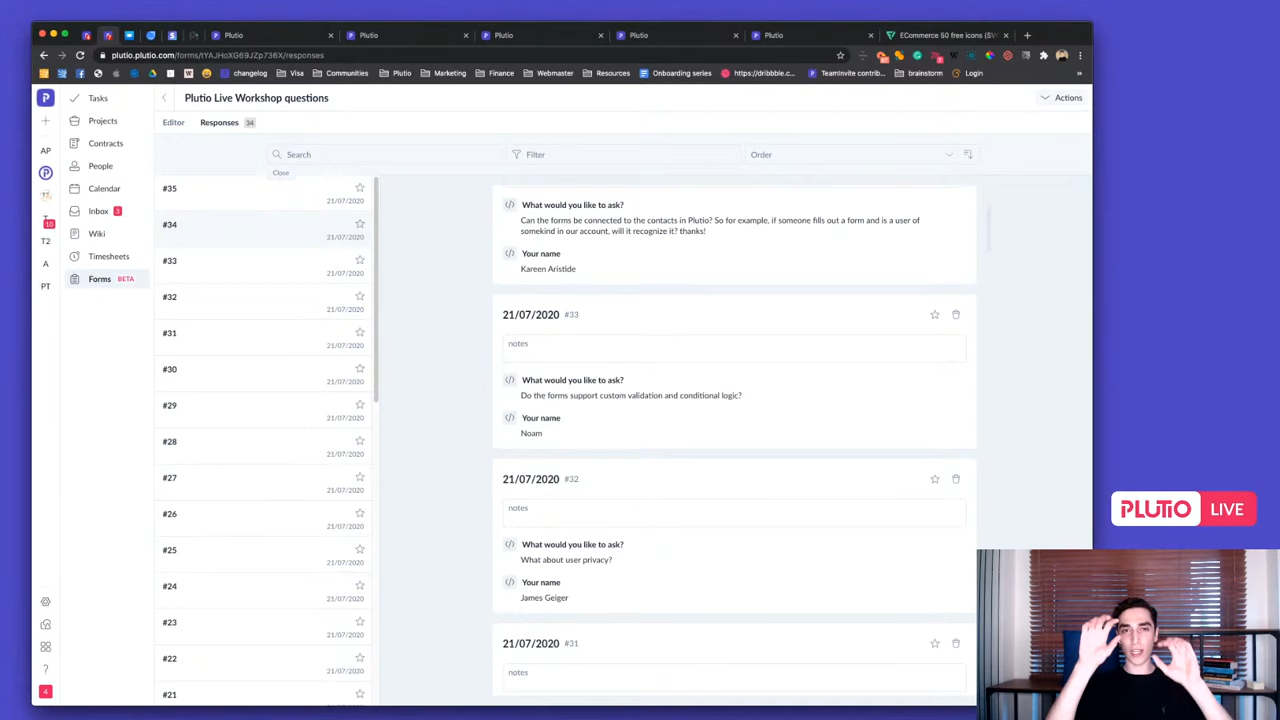 Plutio
Plutio
Plutio
Plutio
Plutio
ECommerce 50 free icons (SV
plutio.plutio.com/forms/tYAJHoXG69JZp736X/responses
changelog
Visa
Communities
Plutio
Marketing
Finance
Webmaster
Resources
Onboarding series
https://dribbble.c...
TeamInvite contrib...
brainstorm
Login
Tasks
Projects
Contracts
People
Calendar
Inbox 3
Wiki
Timesheets
Forms BETA
AP
10
T2
A
PT
4
Plutio Live Workshop questions
Actions
Editor
Responses 34
Search
Filter
Order
Close
#35
21/07/2020
#34
21/07/2020
#33
21/07/2020
#32
21/07/2020
#31
21/07/2020
#30
21/07/2020
#29
21/07/2020
#28
21/07/2020
#27
21/07/2020
#26
21/07/2020
#25
21/07/2020
#24
21/07/2020
#23
21/07/2020
#22
21/07/2020
#21
What would you like to ask?
Can the forms be connected to the contacts in Plutio? So for example, if someone fills out a form and is a user of
somekind in our account, will it recognize it? thanks!
Your name
Kareen Aristide
21/07/2020 #33
notes
What would you like to ask?
Do the forms support custom validation and conditional logic?
Your name
Noam
21/07/2020 #32
notes
What would you like to ask?
What about user privacy?
Your name
James Geiger
21/07/2020 #31
notes
PLUTIO LIVE